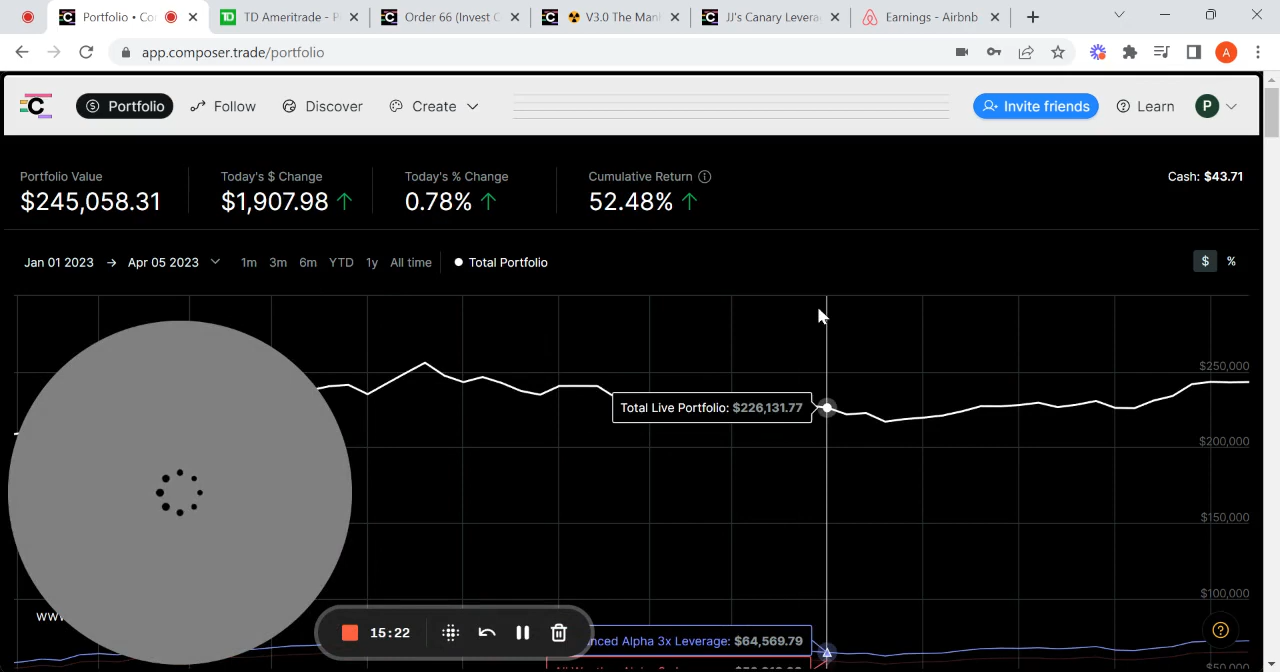 Portfolio • Co
TD Ameritrade - P
Order 66 (Invest C
V3.0 The Manh
JJ's Canary Levera
Earnings - Airbnb
app.composer.trade/portfolio
A
C
Portfolio
Follow
Discover
Create
Invite friends
Learn
P
Portfolio Value
$245,058.31
Today's $ Change
$1,907.98
Today's % Change
0.78%
Cumulative Return
52.48%
Cash: $43.71
Jan 01 2023 → Apr 05 2023
1m 3m 6m YTD 1y All time
Total Portfolio
$ %
$250,000
Total Live Portfolio: $226,131.77
$200,000
$150,000
$100,000
www
15:22
nced Alpha 3x Leverage: $64,569.79
$50,000